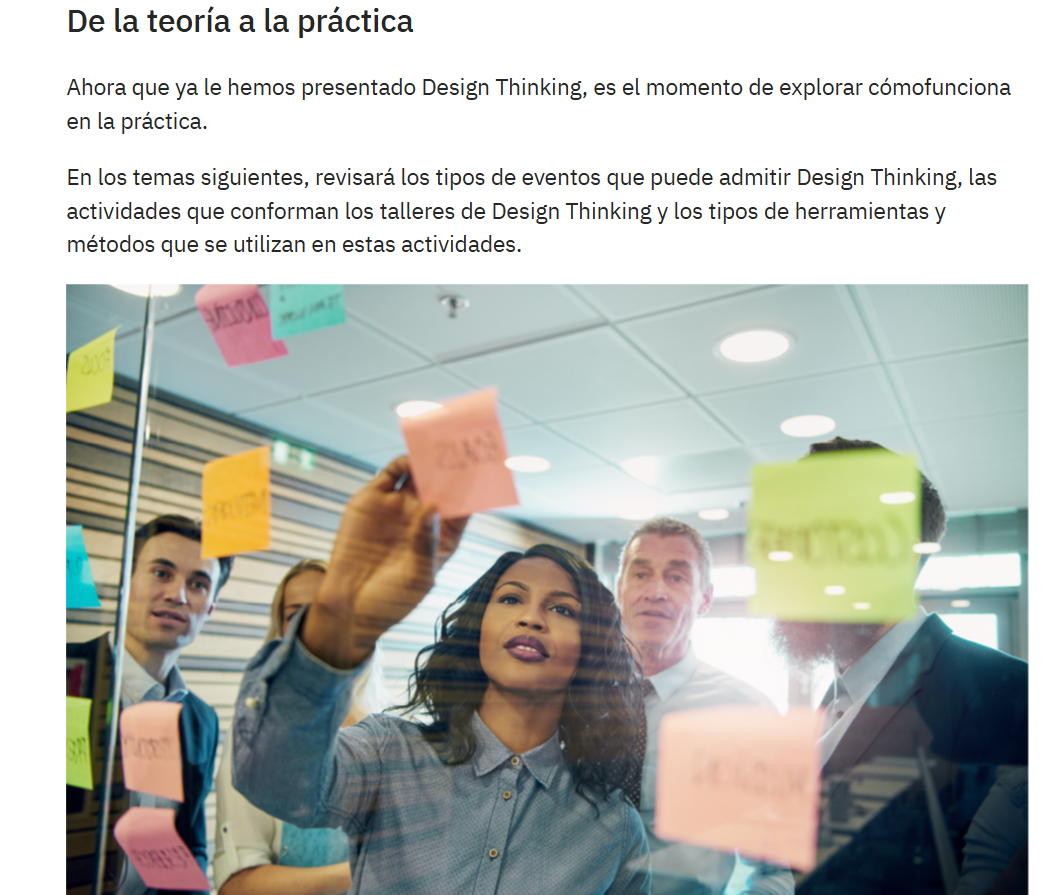 De la teoría a la práctica
Ahora que ya le hemos presentado Design Thinking, es el momento de explorar cómofunciona
en la práctica.
En los temas siguientes, revisará los tipos de eventos que puede admitir Design Thinking, las
actividades que conforman los talleres de Design Thinking y los tipos de herramientas y
métodos que se utilizan en estas actividades.